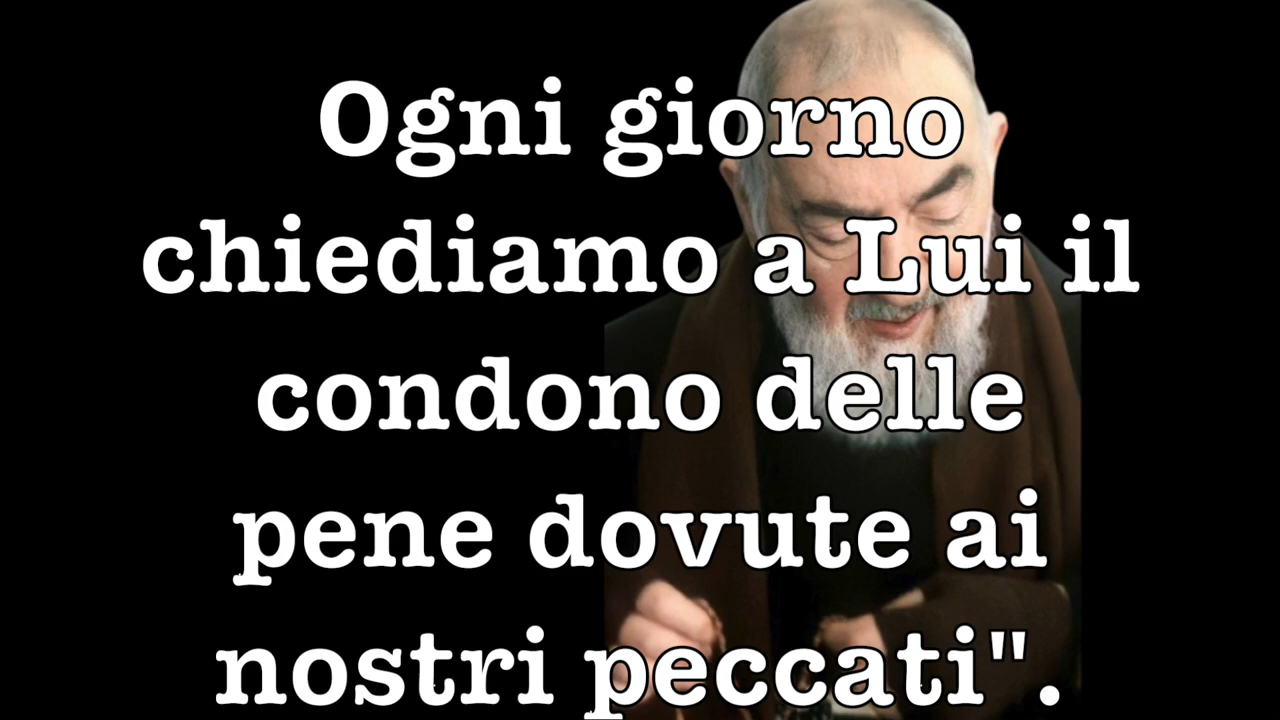 Ogni giorno
chiediamo a Lui il
condono delle
pene dovute ai
nostri peccati".